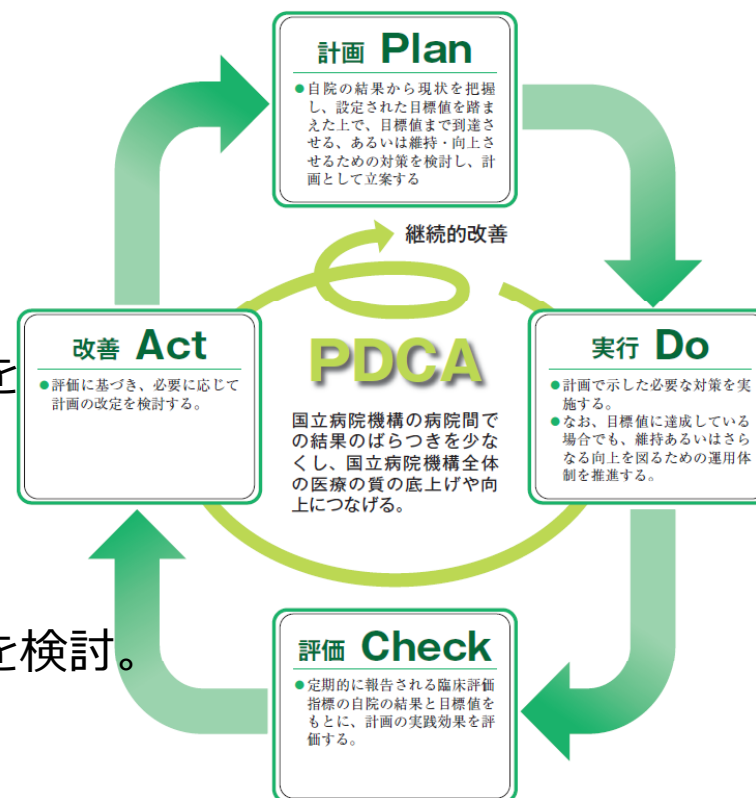 計画 Plan
●自院の結果から現状を把握
し、設定された目標値を踏ま
えた上で、目標値まで到達さ
せる、あるいは維持・向上さ
せるための対策を検討し、計
画として立案する
継続的改善
改善 Act
●評価に基づき、必要に応じて
計画の改定を検討する。
を
PDCA
国立病院機構の病院間で
の結果のばらつきを少な
くし、国立病院機構全体
の医療の質の底上げや向
上につなげる。
実行 Do
●計画で示した必要な対策を実
施する。
●なお、目標値に達成している
場合でも、維持あるいはさら
なる向上を図るための運用体
制を推進する。
を検討。
評価 Check
●定期的に報告される臨床評価
指標の自院の結果と目標値を
もとに、計画の実践効果を評
価する。